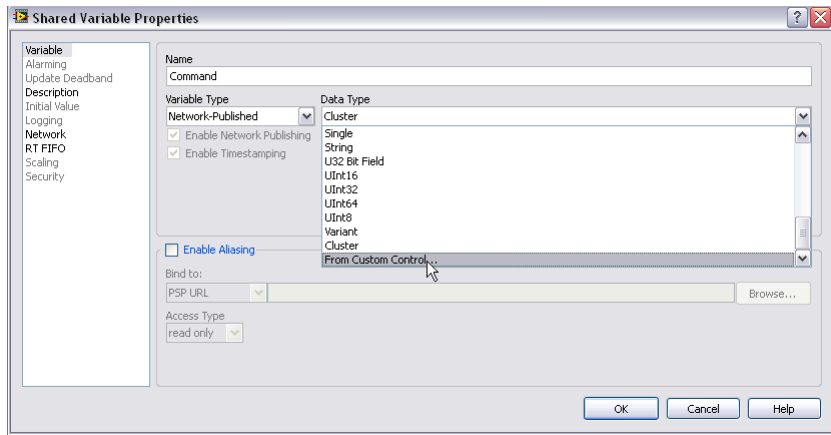 Shared Variable Properties
Variable
Alarming
Update Deadband
Description
Initial Value
Logging
Network
RT FIFO
Scaling
Security
Name
Command
Variable Type
Data Type
Network-Published
Cluster
Enable Network Publishing
Enable Timestamping
Single
String
U32 Bit Field
UInt16
UInt32
UInt64
UInt8
Variant
Cluster
From Custom Control...
Enable Aliasing
Bind to:
PSP URL
Browse...
Access Type
read only
OK
Cancel
Help